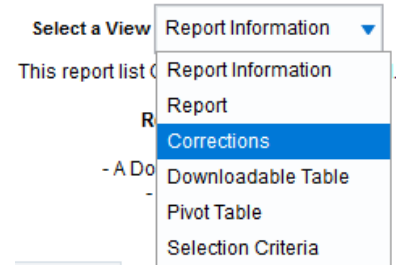 Select a View Report Information
This report list Report Information
Report
Corrections
- A Do Downloadable Table
-
Pivot Table
Selection Criteria